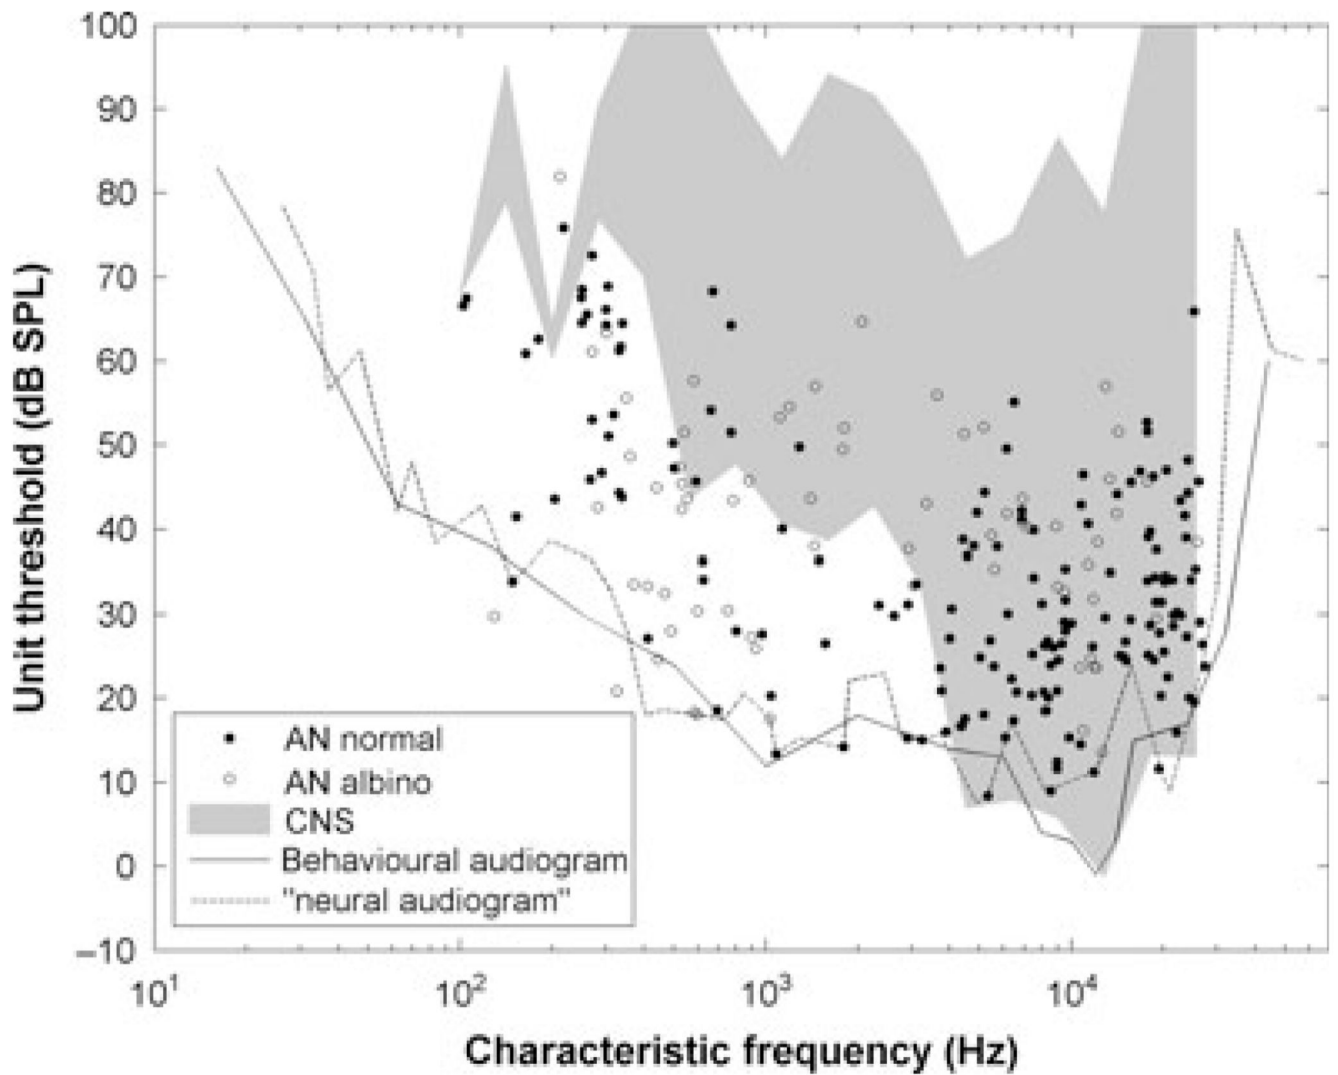 100
90
80
70
60
50
40
30
20
10
0
–10
Unit threshold (dB SPL)
AN normal
AN albino
CNS
Behavioural audiogram
"neural audiogram"
10¹ 10² 10³ 10⁴
Characteristic frequency (Hz)